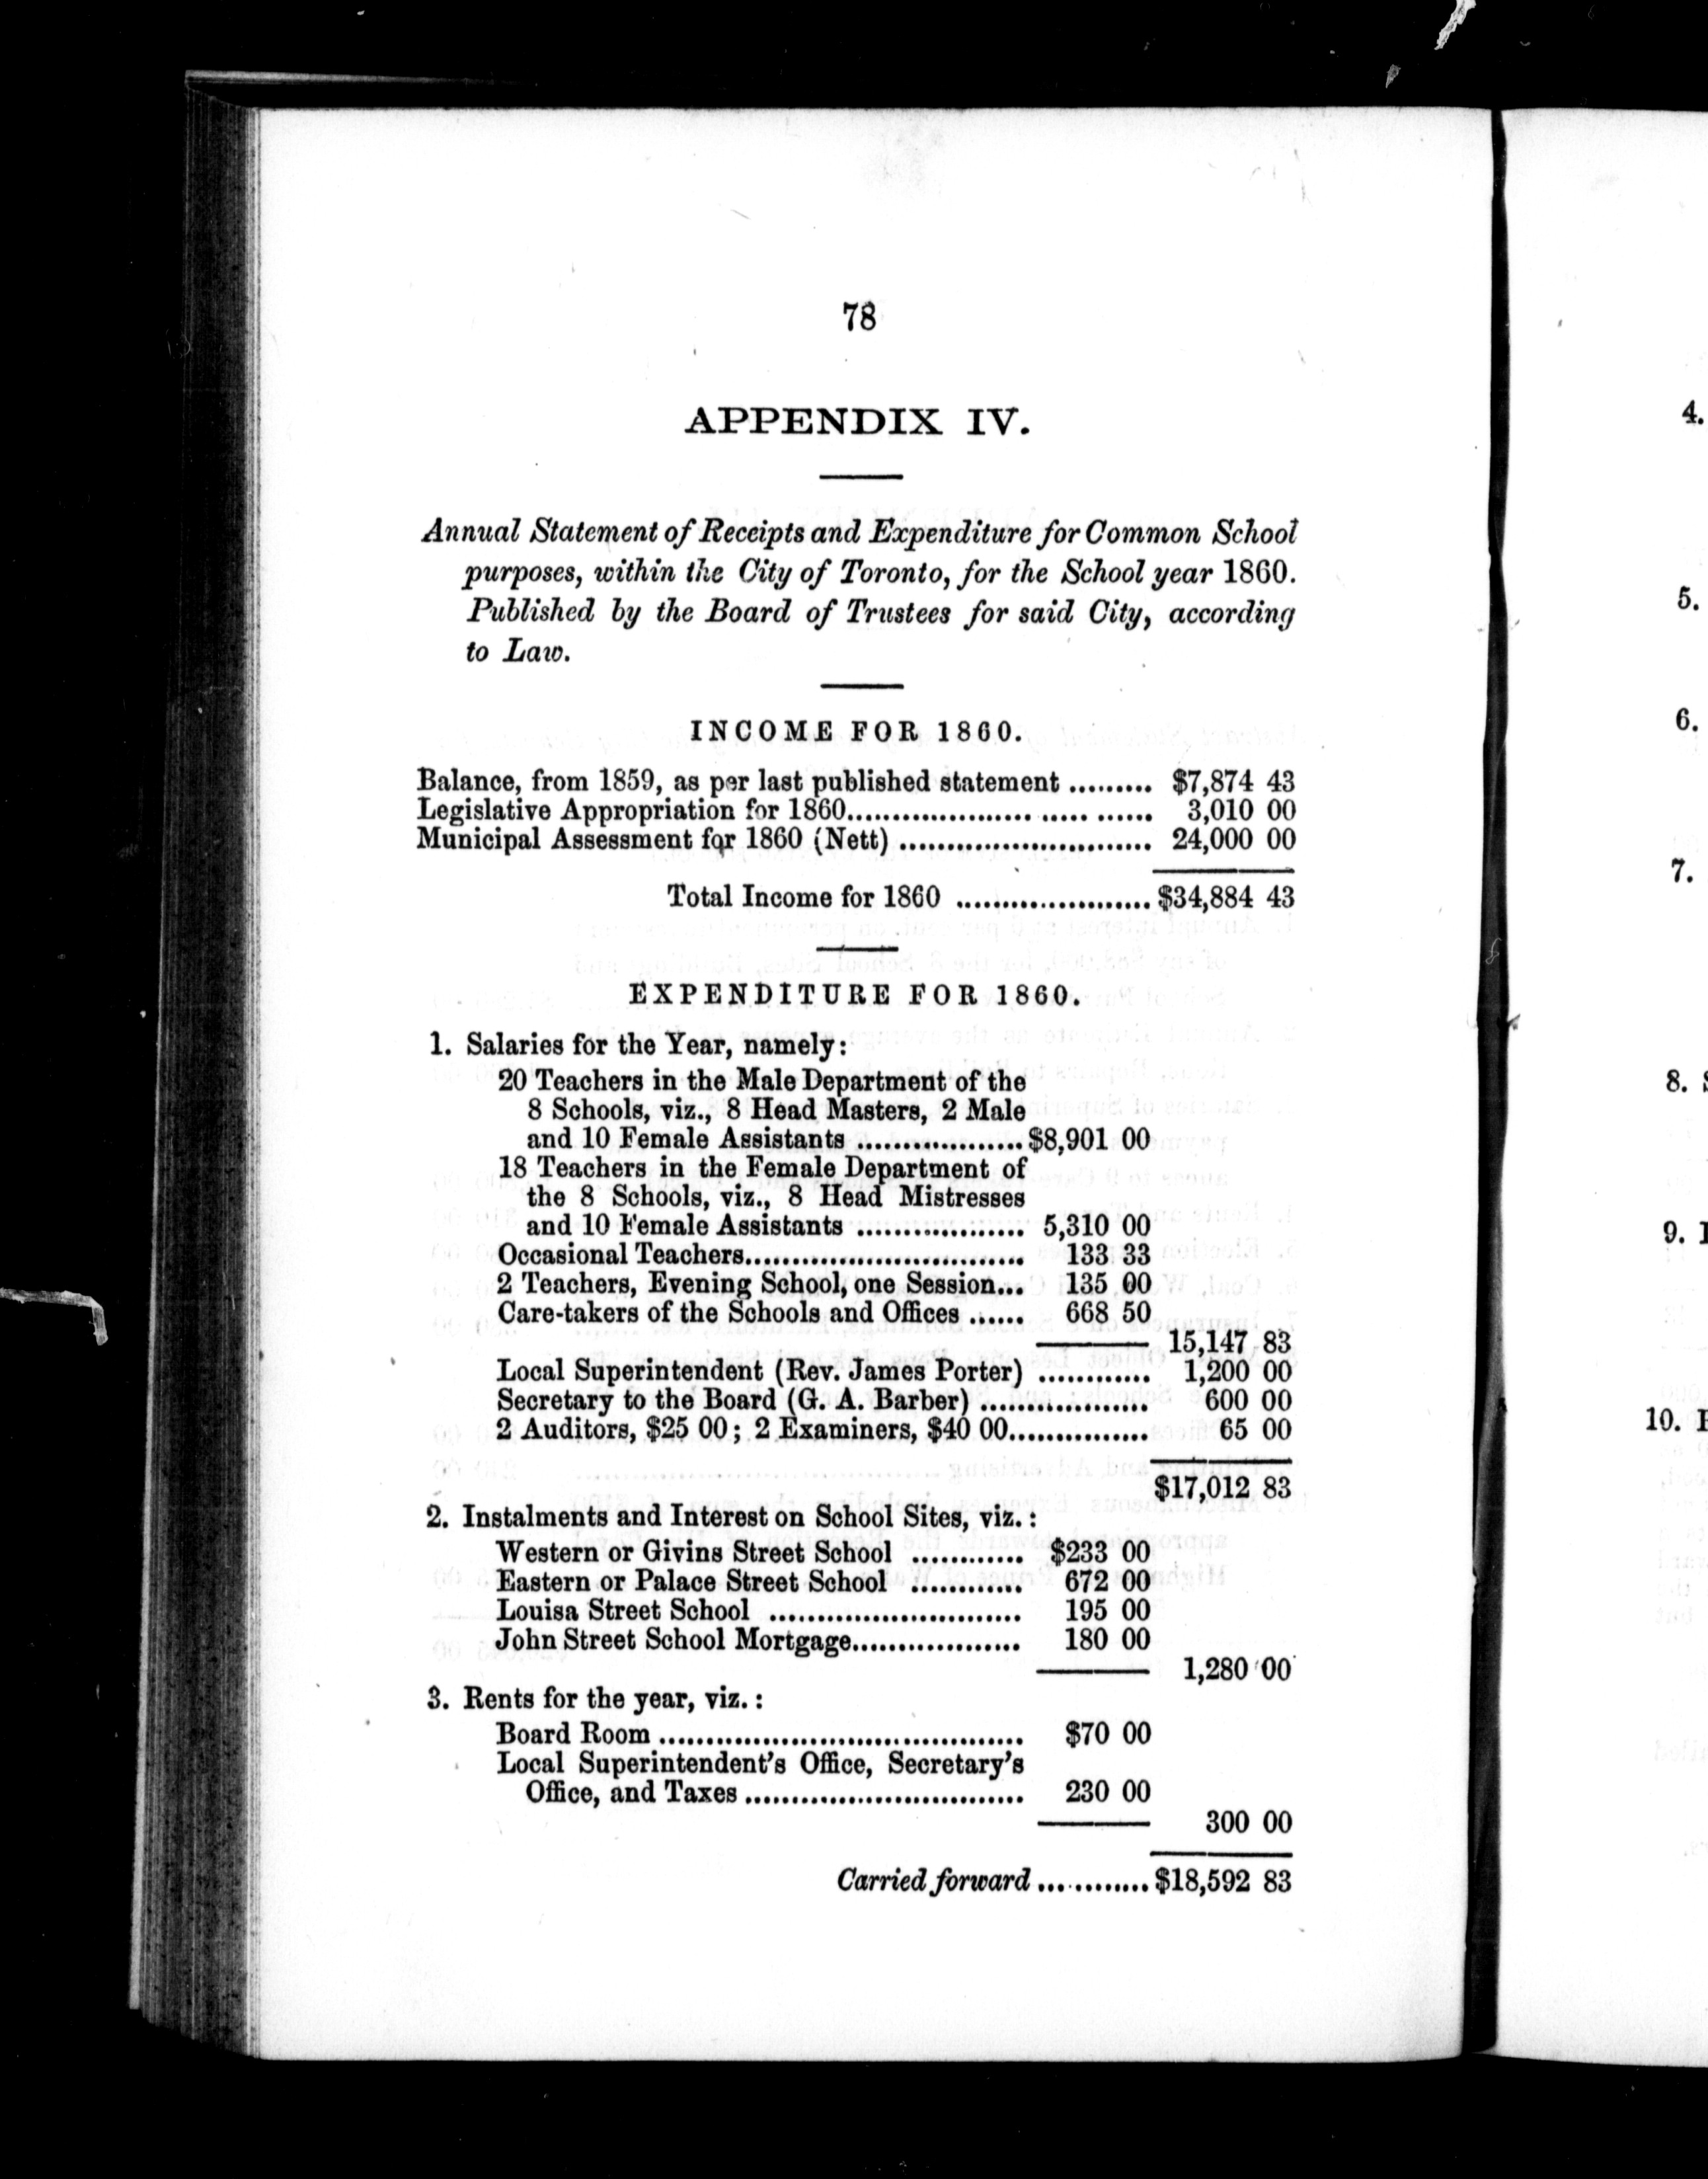 78
APPENDIX IV.
Annual Statement of Receipts and Expenditure for Common School
purposes, within the City of Toronto, for the School year 1860.
Published by the Board of Trustees for said City, according
to Law.
INCOME FOR 1860.
Balance, from 1859, as per last published statement ......... $7,874 43
Legislative Appropriation for 1860.................... ..... ...... 3,010 00
Municipal Assessment for 1860 (Nett) ........................... 24,000 00
Total Income for 1860 ..................... $34,884 43
EXPENDITURE FOR 1860.
1. Salaries for the Year, namely:
20 Teachers in the Male Department of the
8 Schools, viz., 8 Head Masters, 2 Male
and 10 Female Assistants .................. $8,901 00
18 Teachers in the Female Department of
the 8 Schools, viz., 8 Head Mistresses
and 10 Female Assistants .................. 5,310 00
Occasional Teachers.............................. 133 33
2 Teachers, Evening School, one Session... 135 00
Care-takers of the Schools and Offices ...... 668 50
15,147 83
Local Superintendent (Rev. James Porter) ............ 1,200 00
Secretary to the Board (G. A. Barber) .................. 600 00
2 Auditors, $25 00; 2 Examiners, $40 00............... 65 00
$17,012 83
2. Instalments and Interest on School Sites, viz.:
Western or Givins Street School ............ $233 00
Eastern or Palace Street School ............ 672 00
Louisa Street School ........................... 195 00
John Street School Mortgage.................. 180 00
1,280 00
3. Rents for the year, viz.:
Board Room ....................................... $70 00
Local Superintendent's Office, Secretary's
Office, and Taxes .............................. 230 00
300 00
Carried forward ............ $18,592 83
4.
5.
6.
7.
8.
9.
10.